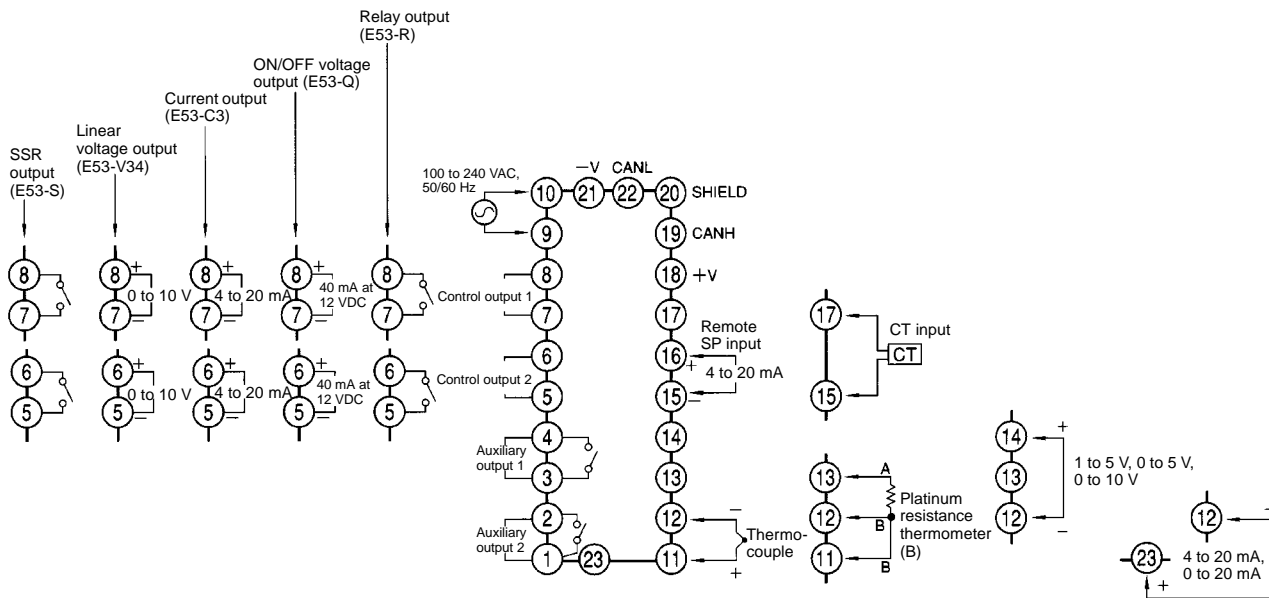 Relay output
(E53-R)
ON/OFF voltage
output (E53-Q)
Current output
(E53-C3)
Linear
voltage output
(E53-V34)
SSR
output
(E53-S)
100 to 240 VAC,
50/60 Hz
−V CANL
10 21 22 20 SHIELD
9 19 CANH
8 8 + 8 + 8 + 8 8 18 +V
0 to 10 V 4 to 20 mA 40 mA at
12 VDC Control output 1
7 7 − 7 − 7 − 7 7 17
17 CT input
CT
15
6 6 + 6 + 6 + 6 6 16 +
Remote
SP input
4 to 20 mA
0 to 10 V 4 to 20 mA 40 mA at
12 VDC Control output 2
5 5 − 5 − 5 − 5 5 15 −
4 14
Auxiliary
output 1
3 13
2 12 −
Auxiliary
output 2
Thermo-
couple
1 23 11 +
13 A
12 B
11 B
Platinum
resistance
thermometer
(B)
14 +
13
12 −
1 to 5 V, 0 to 5 V,
0 to 10 V
12 −
23 +
4 to 20 mA,
0 to 20 mA